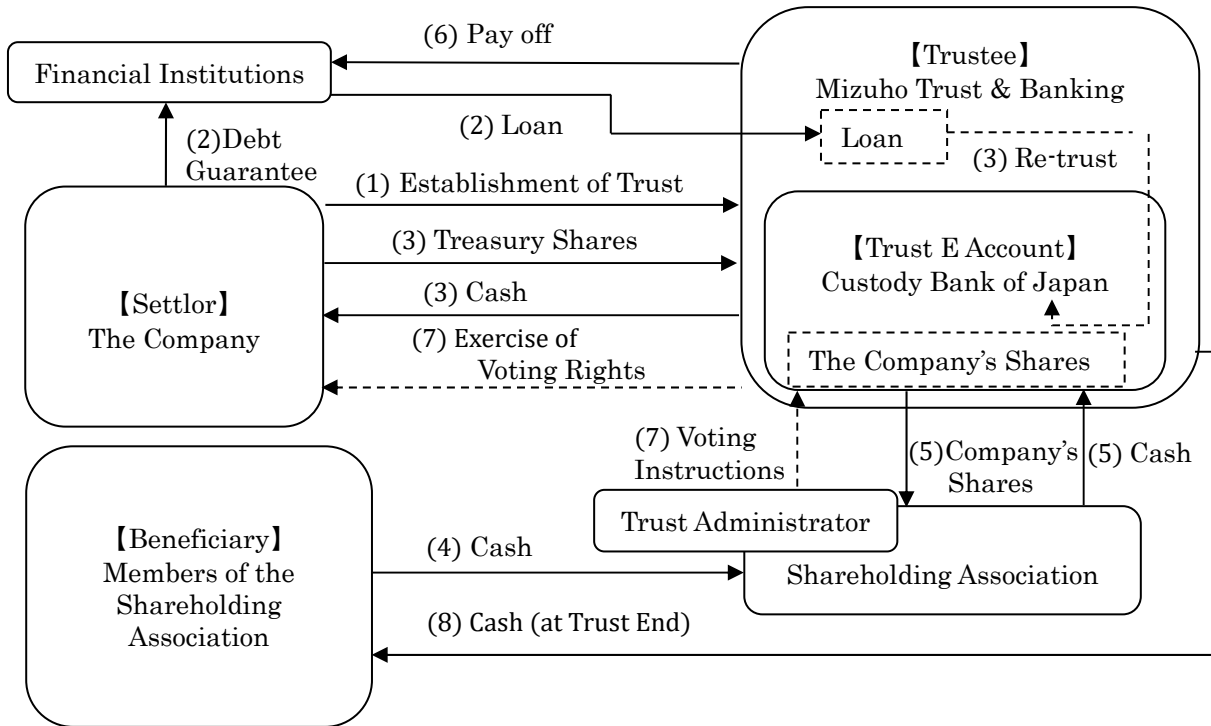 (6) Pay off
Financial Institutions
【Trustee】
Mizuho Trust & Banking
(2) Loan
Loan
(3) Re-trust
(2)Debt
Guarantee
(1) Establishment of Trust
(3) Treasury Shares
【Trust E Account】
Custody Bank of Japan
【Settlor】
The Company
(3) Cash
(7) Exercise of
Voting Rights
The Company’s Shares
(7) Voting
Instructions
(5)Company’s
Shares
(5) Cash
Trust Administrator
【Beneficiary】
Members of the
Shareholding
Association
(4) Cash
Shareholding Association
(8) Cash (at Trust End)